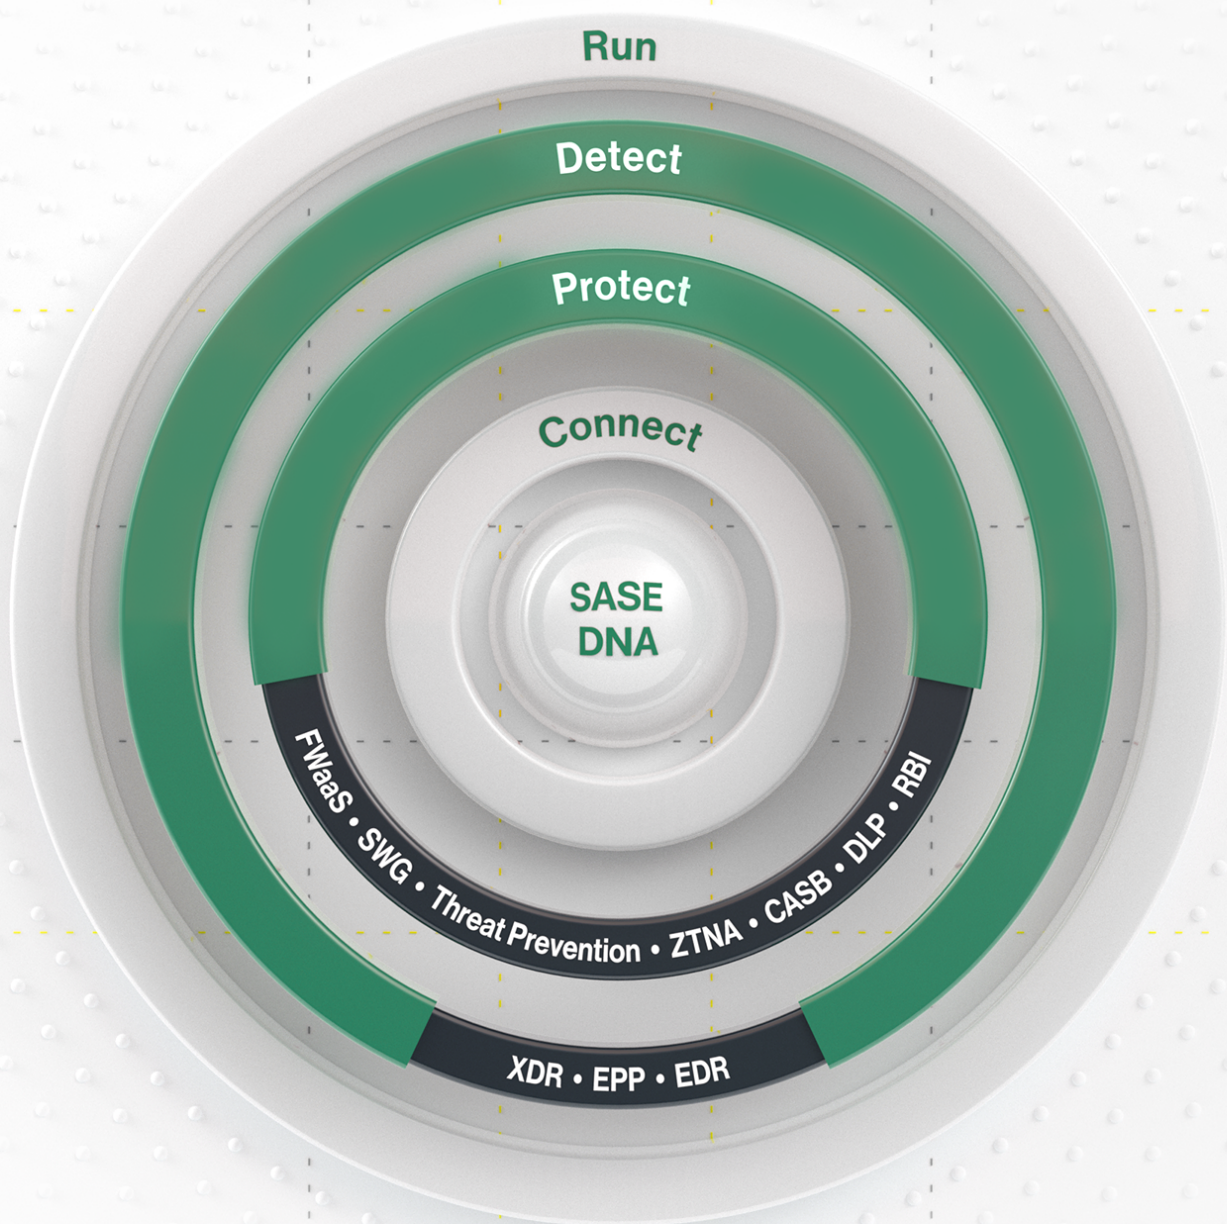 Run
Detect
Protect
Connect
SASE
DNA
FWaaS • SWG • Threat Prevention • ZTNA • CASB • DLP • RBI
XDR • EPP • EDR